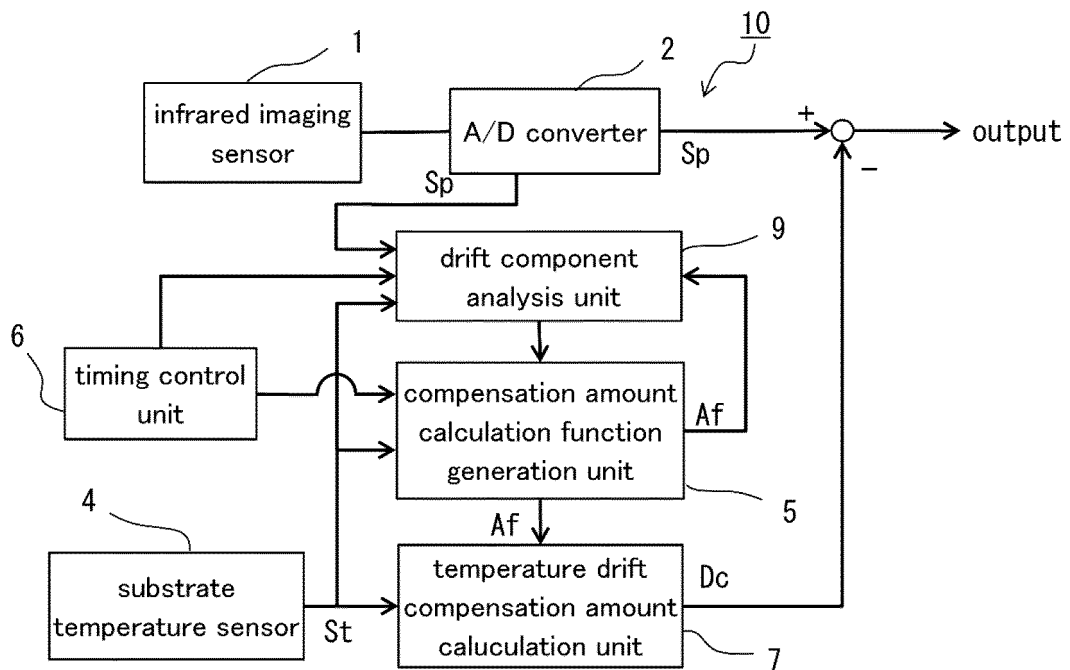 10
1
2
infrared imaging
sensor
A/D converter
+
output
Sp
−
Sp
9
drift component
analysis unit
6
timing control
unit
compensation amount
calculation function
generation unit
Af
5
4
Af
substrate
temperature sensor
St
temperature drift
compensation amount
caluculation unit
Dc
7